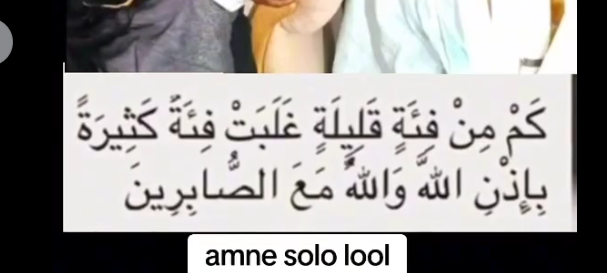 كَمْ مِنْ فِئَةٍ قَلِيلَةٍ غَلَبَتْ فِئَةً كَثِيرَةً
بِإِذْنِ اللَّهِ وَاللَّهُ مَعَ الصَّابِرِينَ
amne solo lool